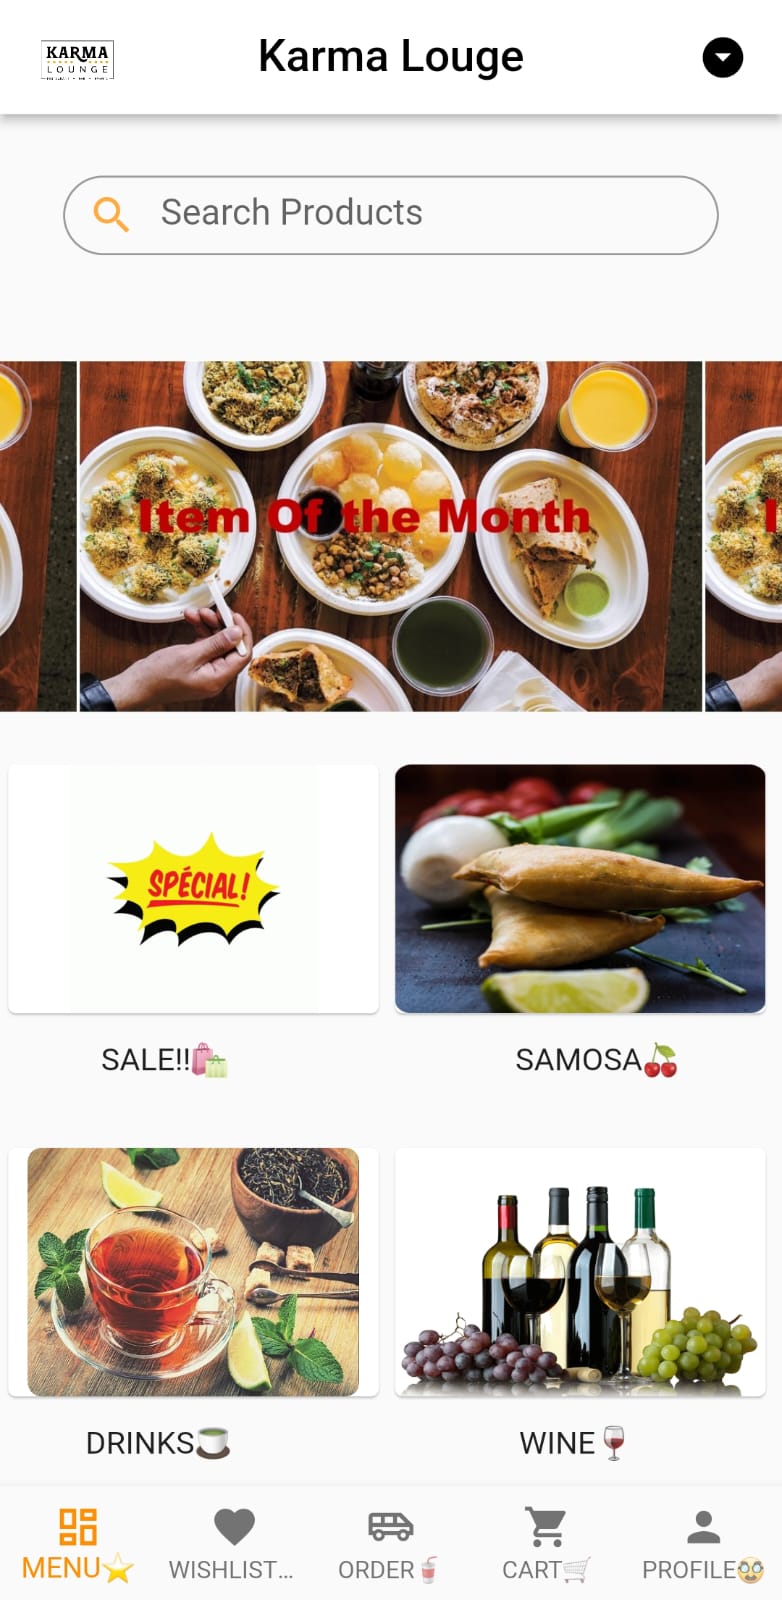 KARMA
LOUNGE
Karma Louge
Search Products
Item Of the Month
SPÉCIAL!
SALE!!🛍️
SAMOSA🍒
DRINKS🍵
WINE🍷
MENU⭐
WISHLIST...
ORDER🥤
CART🛒
PROFILE🥸